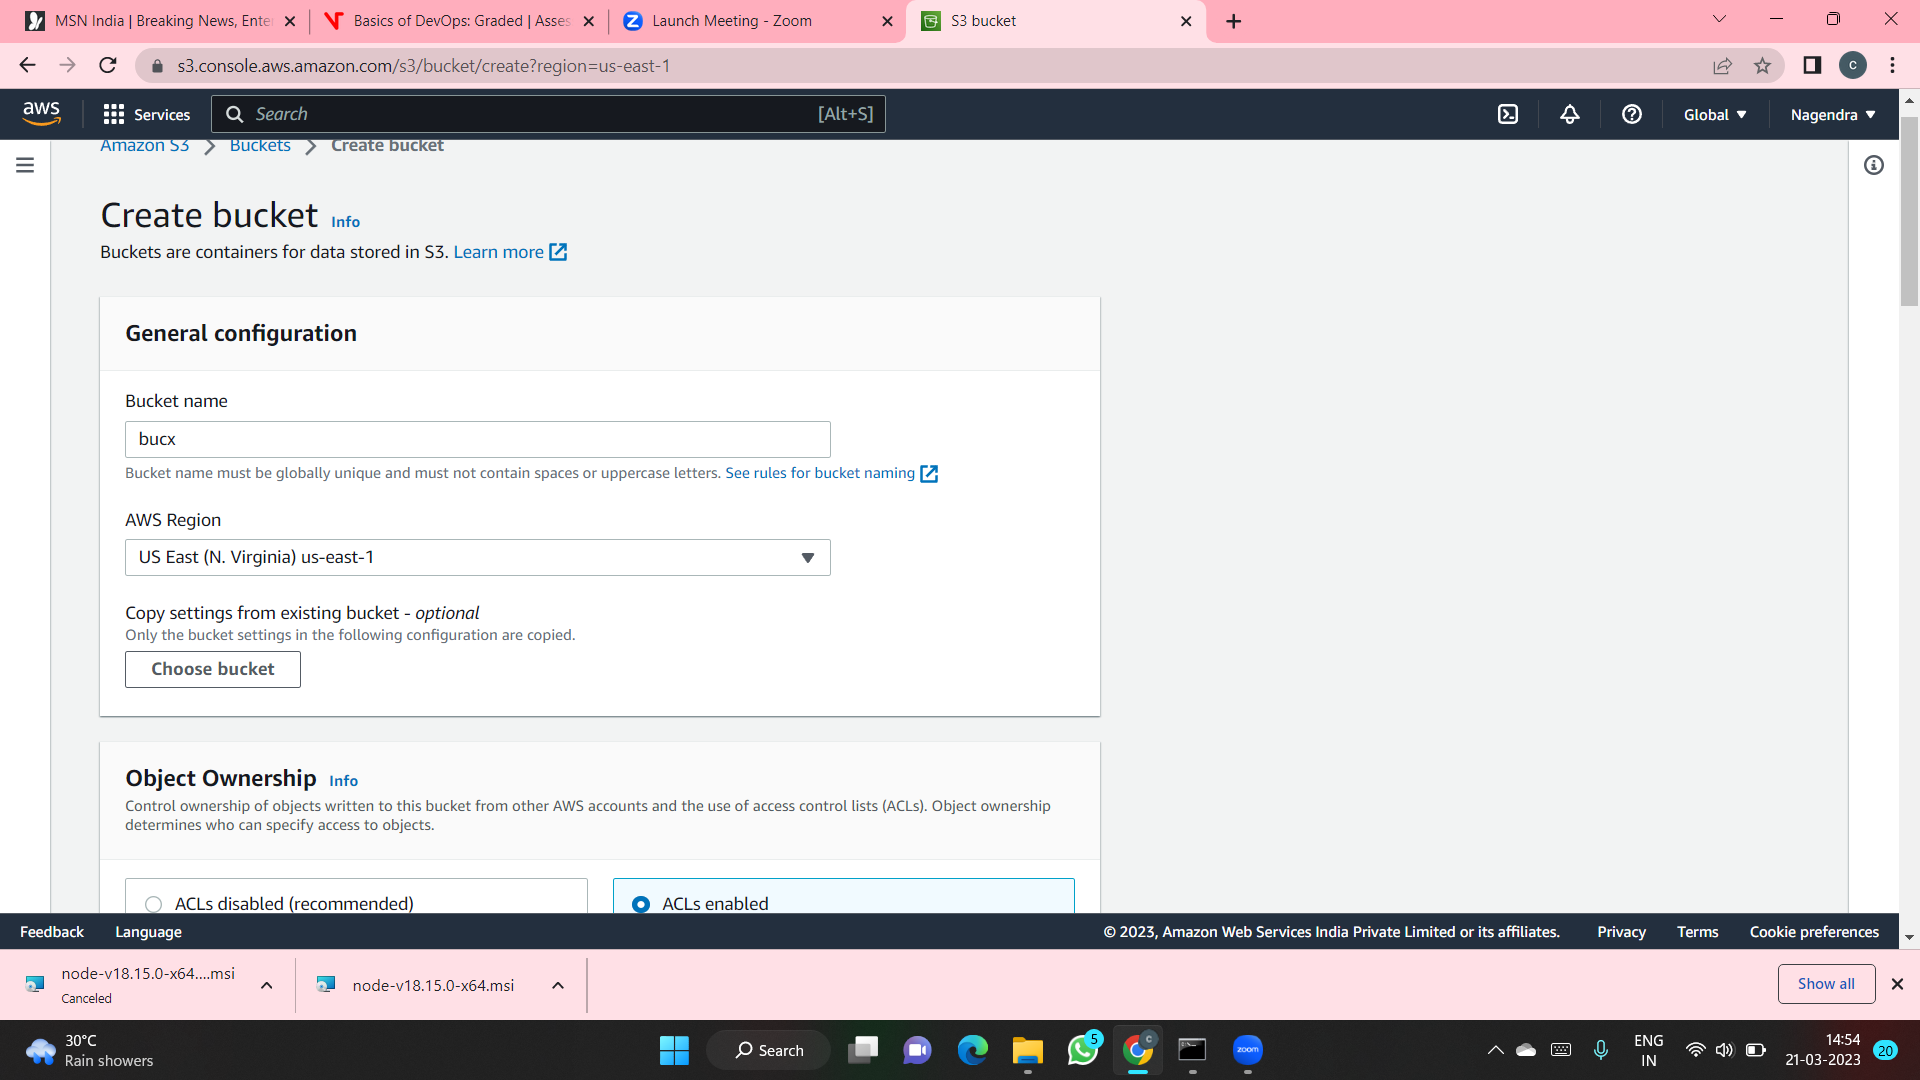 MSN India | Breaking News, Enter
Basics of DevOps: Graded | Asses
Launch Meeting - Zoom
S3 bucket
s3.console.aws.amazon.com/s3/bucket/create?region=us-east-1
C
aws
Services
Search
[Alt+S]
Global
Nagendra
Amazon S3
Buckets
Create bucket
Create bucket Info
Buckets are containers for data stored in S3. Learn more
General configuration
Bucket name
bucx
Bucket name must be globally unique and must not contain spaces or uppercase letters. See rules for bucket naming
AWS Region
US East (N. Virginia) us-east-1
Copy settings from existing bucket - optional
Only the bucket settings in the following configuration are copied.
Choose bucket
Object Ownership Info
Control ownership of objects written to this bucket from other AWS accounts and the use of access control lists (ACLs). Object ownership
determines who can specify access to objects.
ACLs disabled (recommended)
ACLs enabled
Feedback
Language
© 2023, Amazon Web Services India Private Limited or its affiliates.
Privacy
Terms
Cookie preferences
node-v18.15.0-x64....msi
Canceled
node-v18.15.0-x64.msi
Show all
30°C
Rain showers
Search
5
C
zoom
ENG
IN
14:54
21-03-2023
20